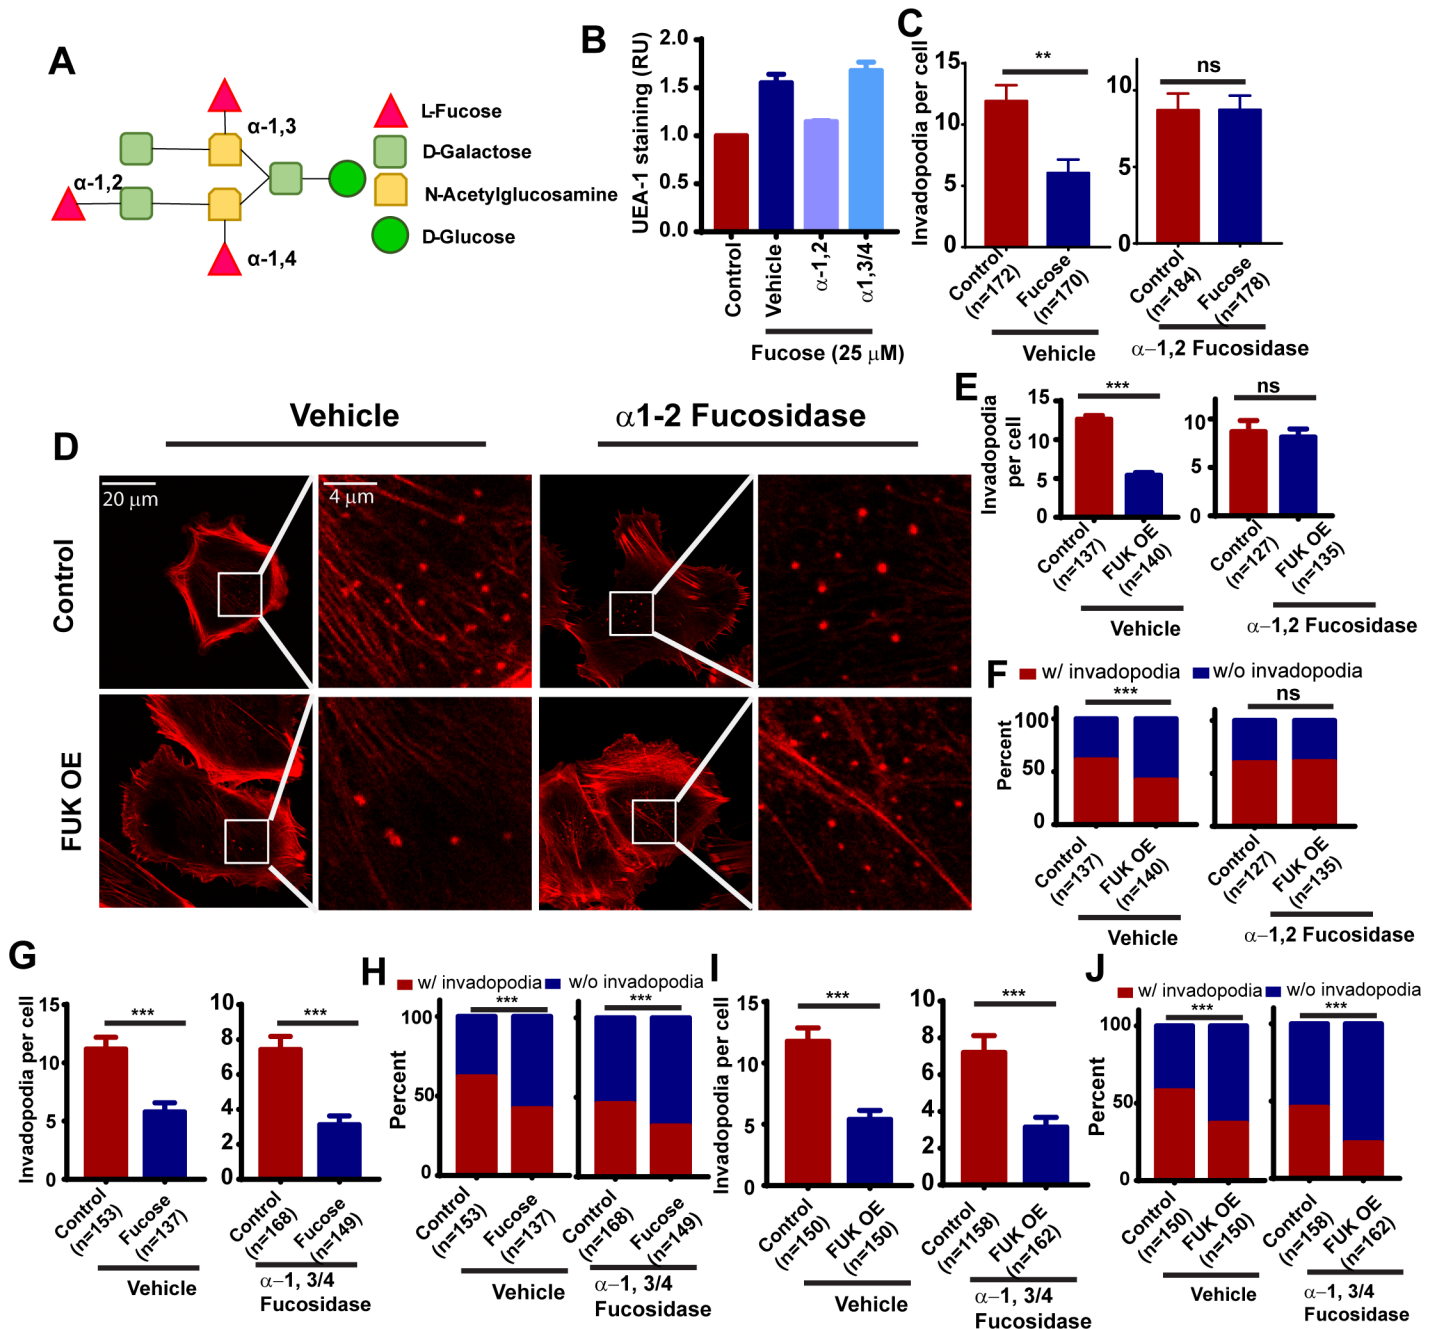 A
α-1,3
α-1,2
α-1,4
L-Fucose
D-Galactose
N-Acetylglucosamine
D-Glucose
B
UEA-1 staining (RU)
2.0
1.5
1.0
0.5
0.0
Control
Vehicle
α-1,2
α1,3/4
Fucose (25 μM)
C
Invadopodia per cell
15
10
5
0
**
Control
(n=172)
Fucose
(n=170)
Vehicle
10
5
0
ns
Control
(n=184)
Fucose
(n=178)
α–1,2 Fucosidase
D
Vehicle
α1-2 Fucosidase
Control
FUK OE
20 μm
4 μm
E
Invadopodia
per cell
15
10
5
0
***
Control
(n=137)
FUK OE
(n=140)
Vehicle
10
5
0
ns
Control
(n=127)
FUK OE
(n=135)
α–1,2 Fucosidase
F
w/ invadopodia
w/o invadopodia
Percent
100
50
0
***
Control
(n=137)
FUK OE
(n=140)
Vehicle
ns
Control
(n=127)
FUK OE
(n=135)
α–1,2 Fucosidase
G
Invadopodia per cell
15
10
5
0
***
Control
(n=153)
Fucose
(n=137)
Vehicle
10
8
6
4
2
0
***
Control
(n=168)
Fucose
(n=149)
α–1, 3/4
Fucosidase
H
w/ invadopodia
w/o invadopodia
Percent
100
50
0
***
Control
(n=153)
Fucose
(n=137)
Vehicle
***
Control
(n=168)
Fucose
(n=149)
α–1, 3/4
Fucosidase
I
Invadopodia per cell
15
10
5
0
***
Control
(n=150)
FUK OE
(n=150)
Vehicle
10
8
6
4
2
0
***
Control
(n=1158)
FUK OE
(n=162)
α–1, 3/4
Fucosidase
J
w/ invadopodia
w/o invadopodia
Percent
100
50
0
***
Control
(n=150)
FUK OE
(n=150)
Vehicle
***
Control
(n=158)
FUK OE
(n=162)
α–1, 3/4
Fucosidase